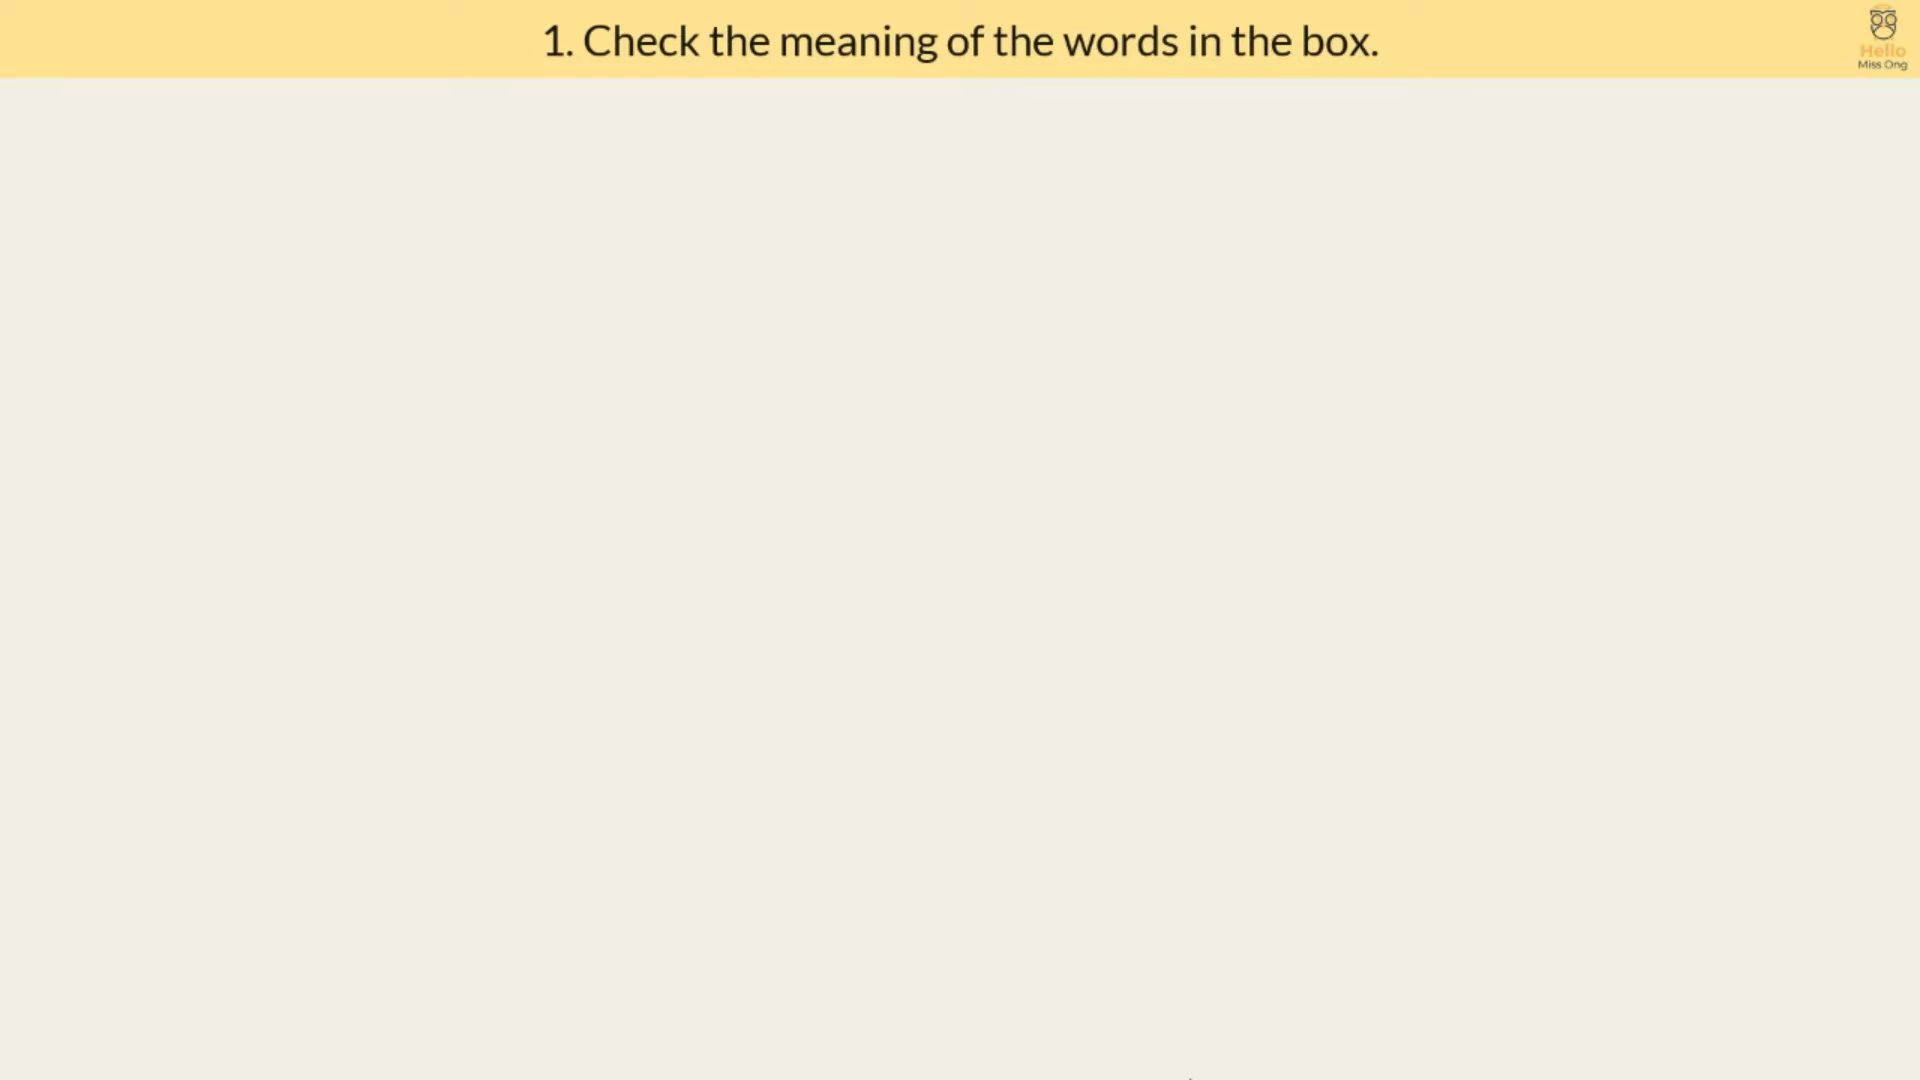 1. Check the meaning of the words in the box.
Hello
Miss Ong